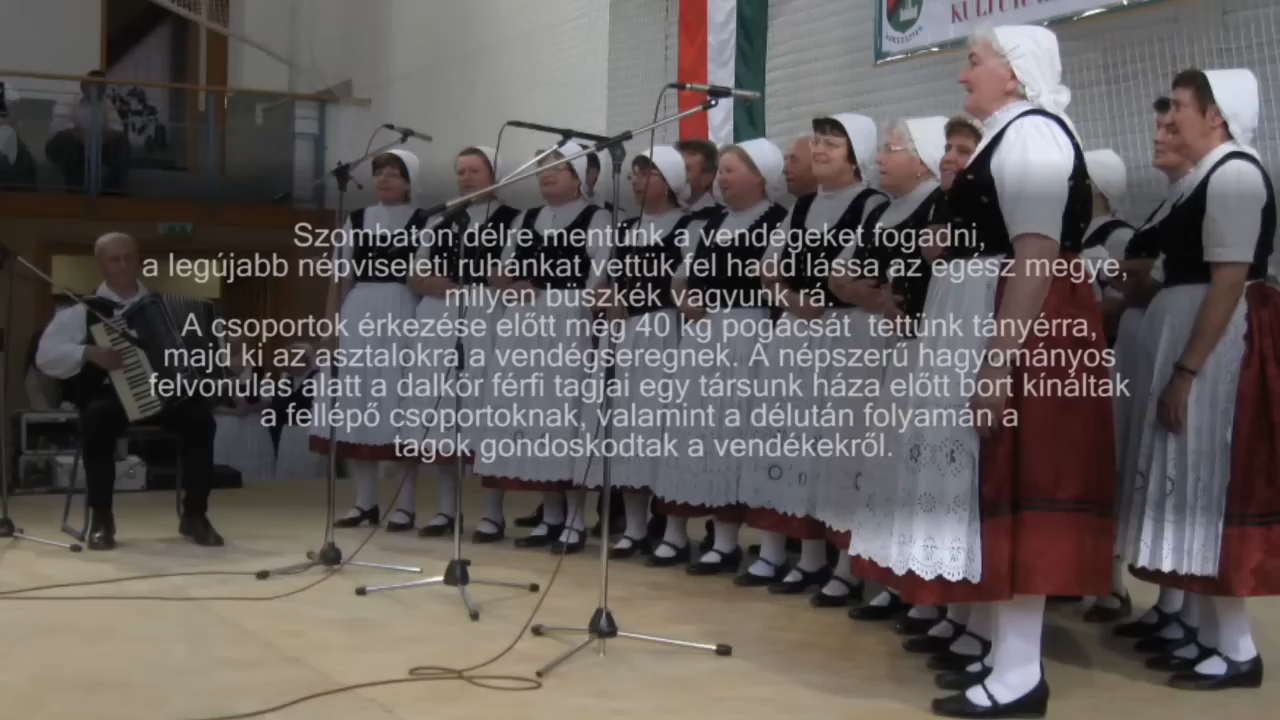 KULTÚR
Szombaton délre mentünk a vendégeket fogadni,
a legújabb népviseleti ruhánkat vettük fel hadd lássa az egész megye,
milyen büszkék vagyunk rá.
A csoportok érkezése előtt még 40 kg pogácsát tettünk tányérra,
majd ki az asztalokra a vendégseregnek. A népszerű hagyományos
felvonulás alatt a dalkör férfi tagjai egy társunk háza előtt bort kínáltak
a fellépő csoportoknak, valamint a délután folyamán a
tagok gondoskodtak a vendékekről.